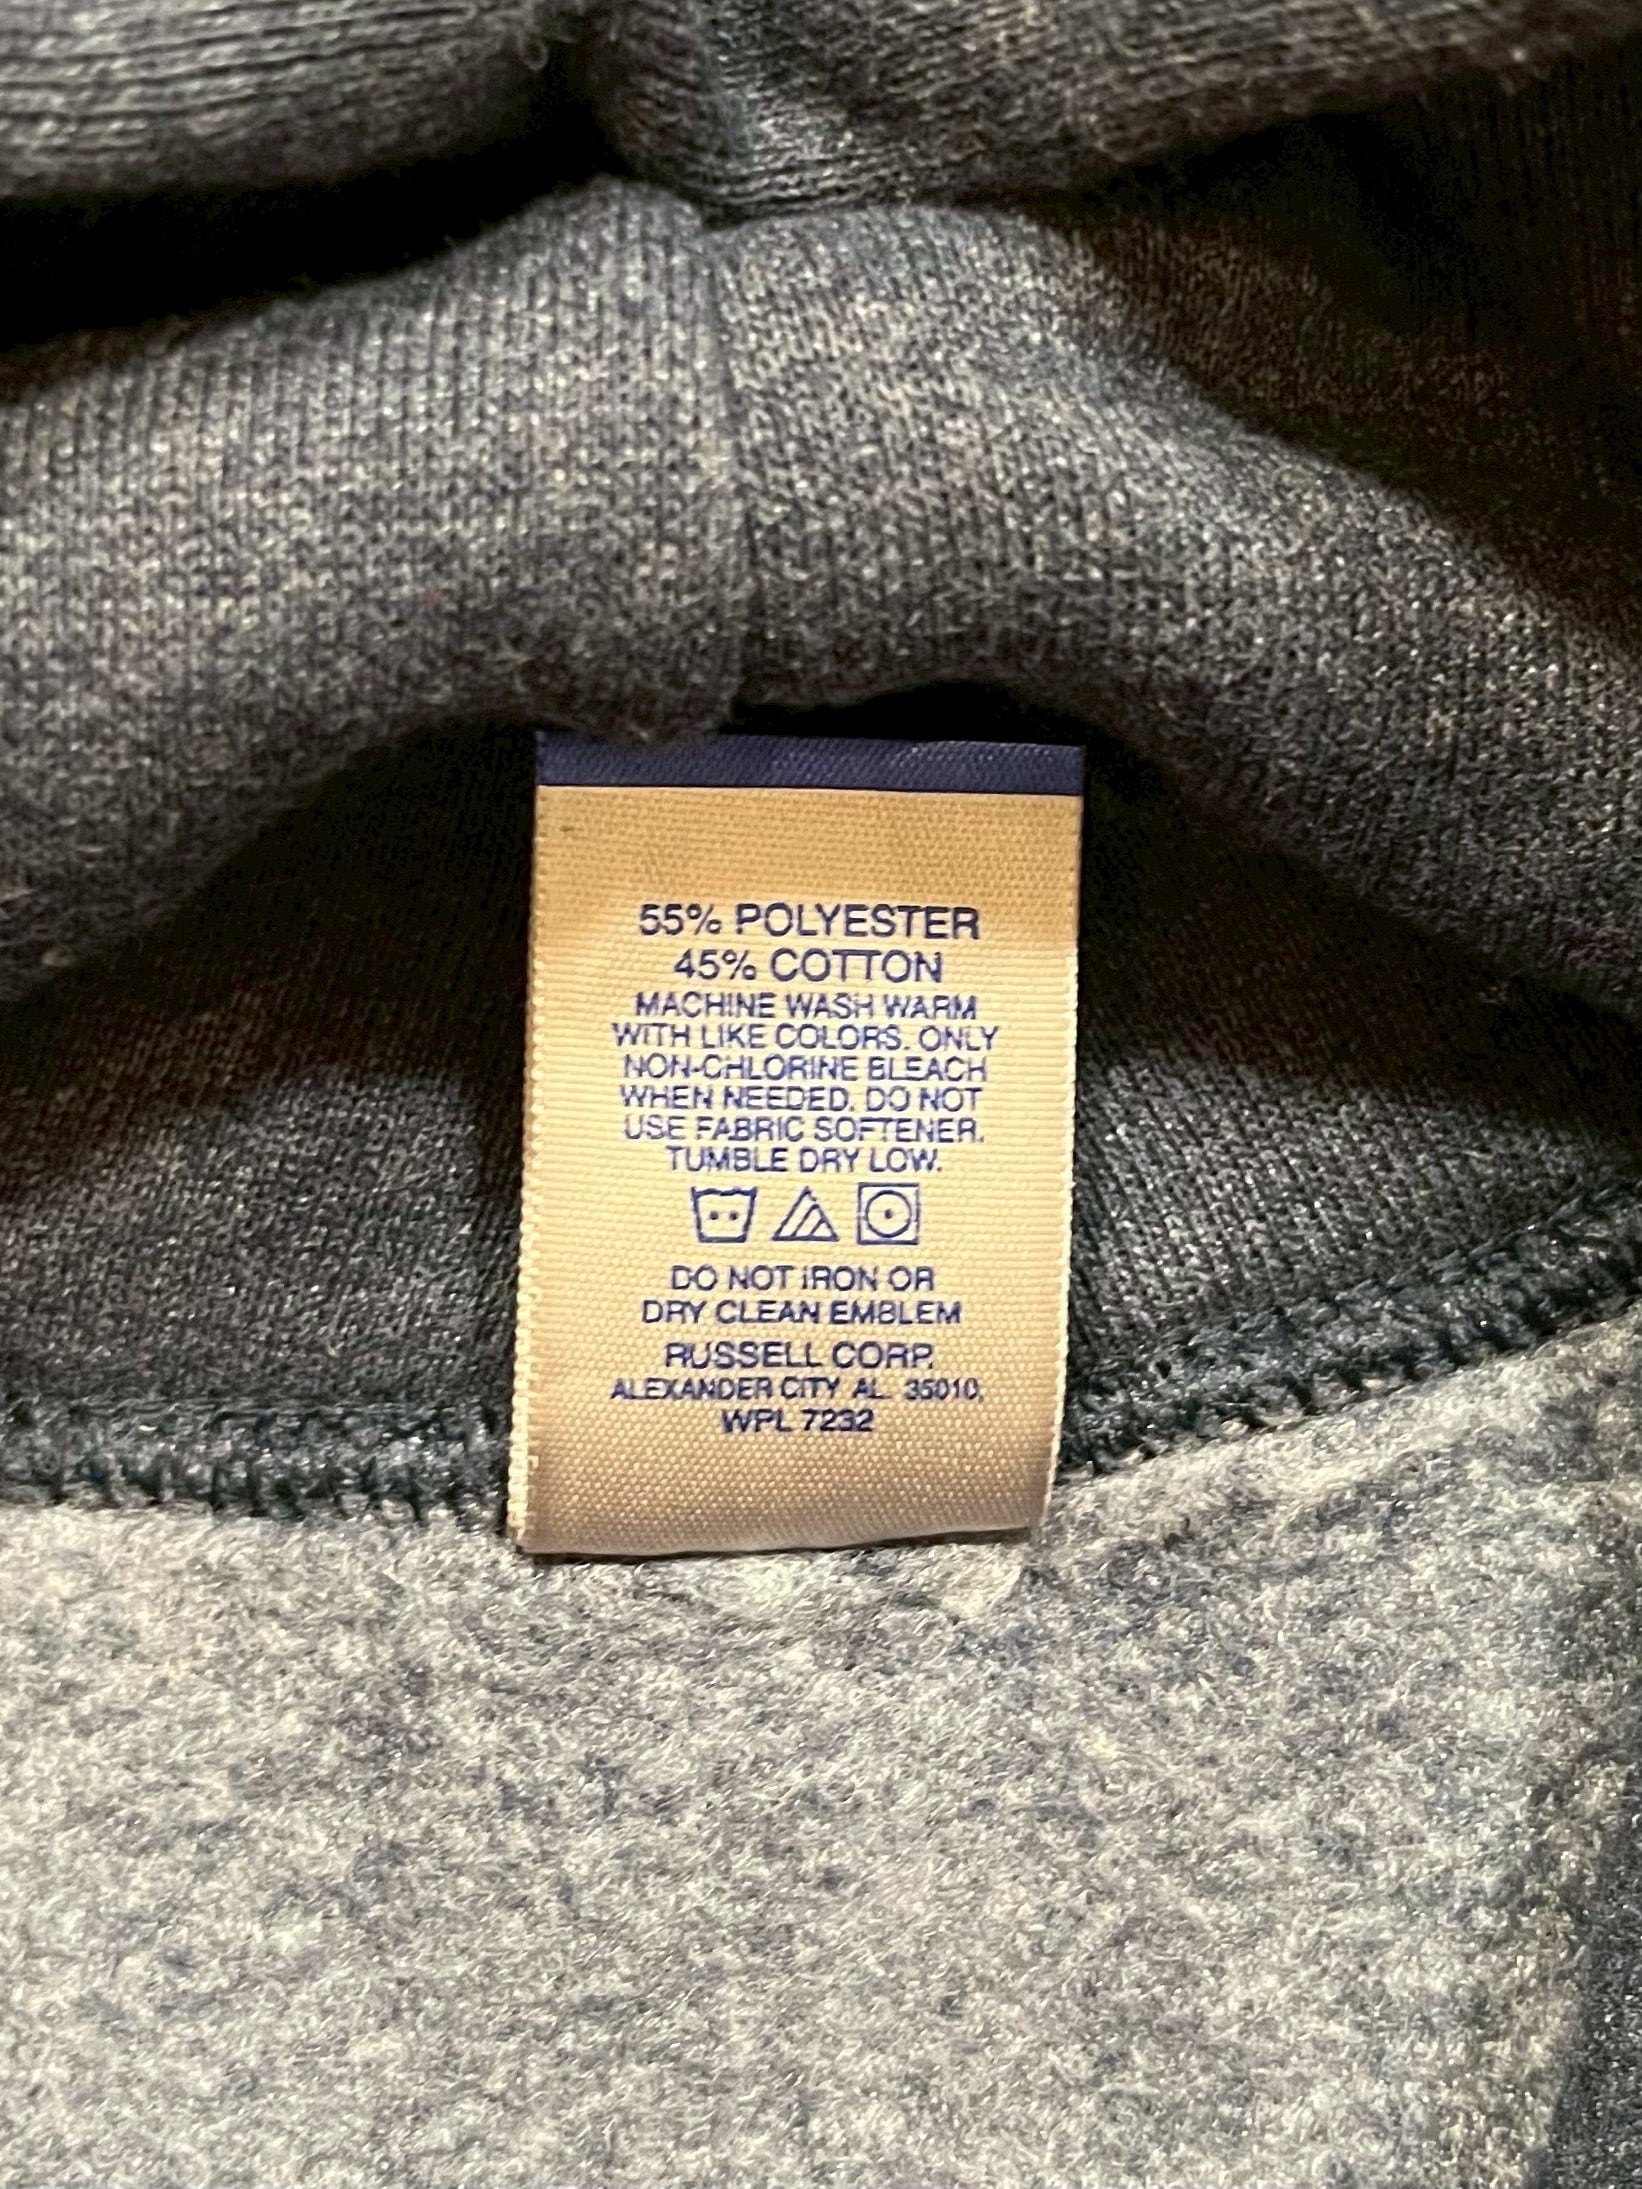 55% POLYESTER
45% COTTON
MACHINE WASH WARM
WITH LIKE COLORS. ONLY
NON-CHLORINE BLEACH
WHEN NEEDED. DO NOT
USE FABRIC SOFTENER.
TUMBLE DRY LOW.
DO NOT IRON OR
DRY CLEAN EMBLEM
RUSSELL CORP.
ALEXANDER CITY AL 35010,
WPL 7232